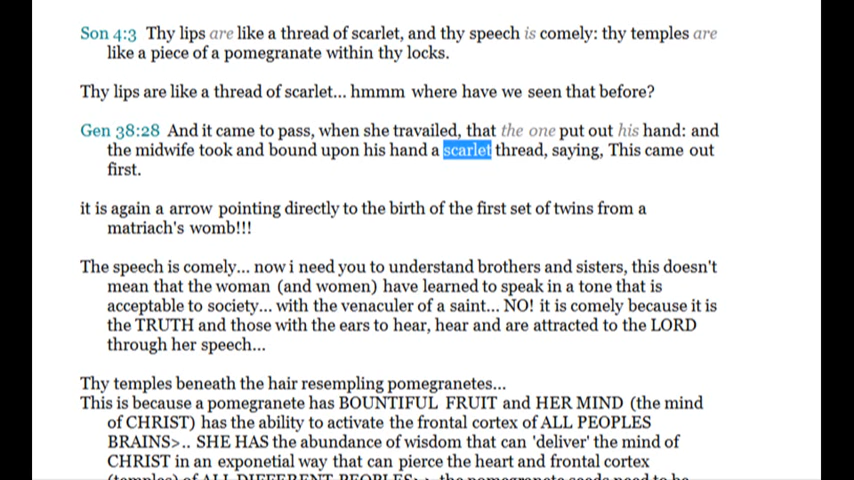 Son 4:3 Thy lips are like a thread of scarlet, and thy speech is comely: thy temples are
like a piece of a pomegranate within thy locks.
Thy lips are like a thread of scarlet... hmmm where have we seen that before?
Gen 38:28 And it came to pass, when she travailed, that the one put out his hand: and
the midwife took and bound upon his hand a scarlet thread, saying, This came out
first.
it is again a arrow pointing directly to the birth of the first set of twins from a
matriach's womb!!!
The speech is comely... now i need you to understand brothers and sisters, this doesn't
mean that the woman (and women) have learned to speak in a tone that is
acceptable to society... with the venaculer of a saint... NO! it is comely because it is
the TRUTH and those with the ears to hear, hear and are attracted to the LORD
through her speech...
Thy temples beneath the hair resempling pomegranetes...
This is because a pomegranete has BOUNTIFUL FRUIT and HER MIND (the mind
of CHRIST) has the ability to activate the frontal cortex of ALL PEOPLES
BRAINS>.. SHE HAS the abundance of wisdom that can 'deliver' the mind of
CHRIST in an exponetial way that can pierce the heart and frontal cortex
(temples) of ALL DIFFERENT PEOPLES